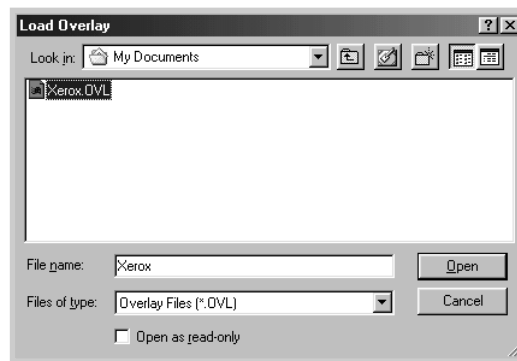 Load Overlay
Look in: My Documents
Xerox.OVL
File name: Xerox Open
Files of type: Overlay Files (*.OVL) Cancel
Open as read-only